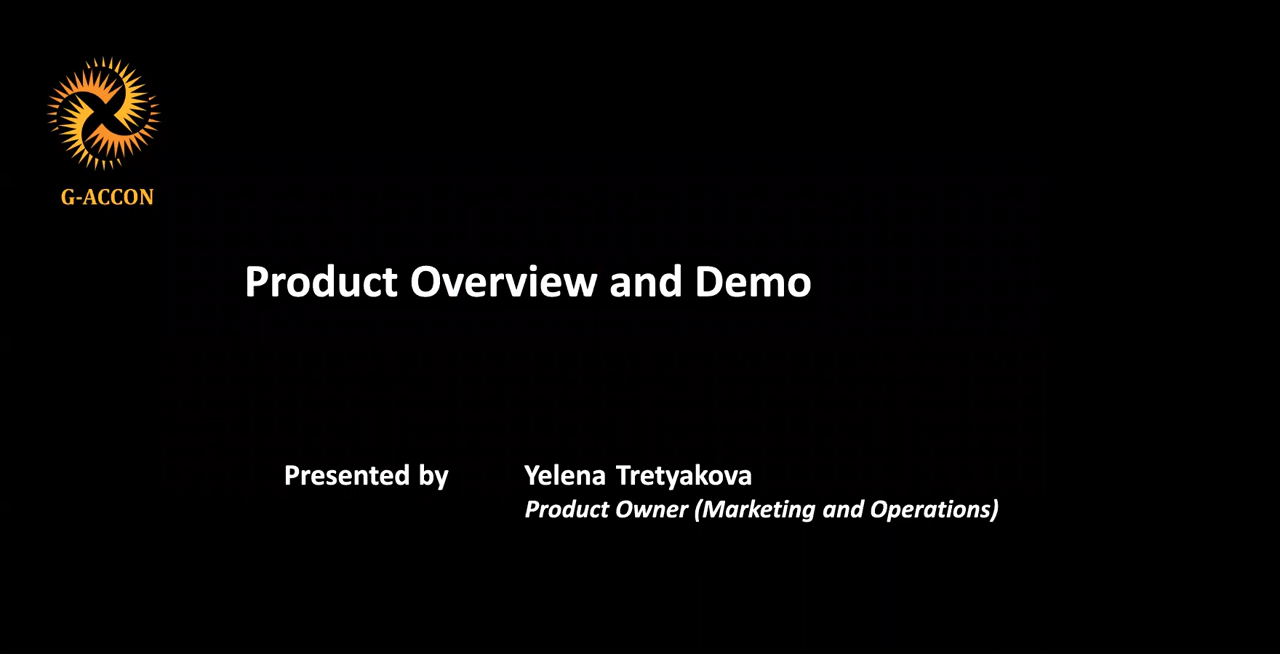 G-ACCON
Product Overview and Demo
Presented by Yelena Tretyakova
Product Owner (Marketing and Operations)